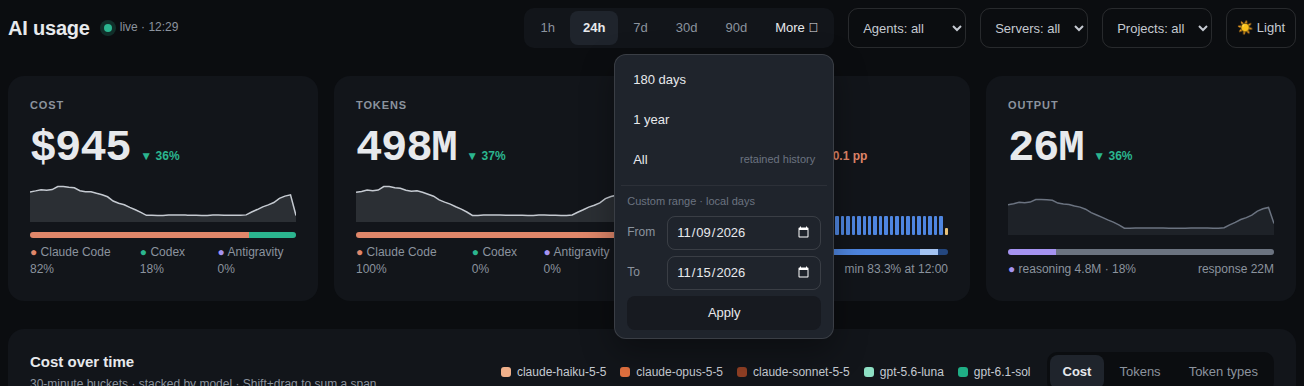 AI usage
live · 12:29
1h 24h 7d 30d 90d More
Agents: all
Servers: all
Projects: all
Light
180 days
1 year
All retained history
Custom range · local days
From 11/09/2026
To 11/15/2026
Apply
COST
$945 ▼ 36%
● Claude Code ● Codex ● Antigravity
82% 18% 0%
TOKENS
498M ▼ 37%
● Claude Code ● Codex ● Antigravity
100% 0% 0%
0.1 pp
min 83.3% at 12:00
OUTPUT
26M ▼ 36%
● reasoning 4.8M · 18% response 22M
Cost over time
30-minute buckets · stacked by model · Shift+drag to sum a span
claude-haiku-5-5 claude-opus-5-5 claude-sonnet-5-5 gpt-5.6-luna gpt-6.1-sol
Cost Tokens Token types